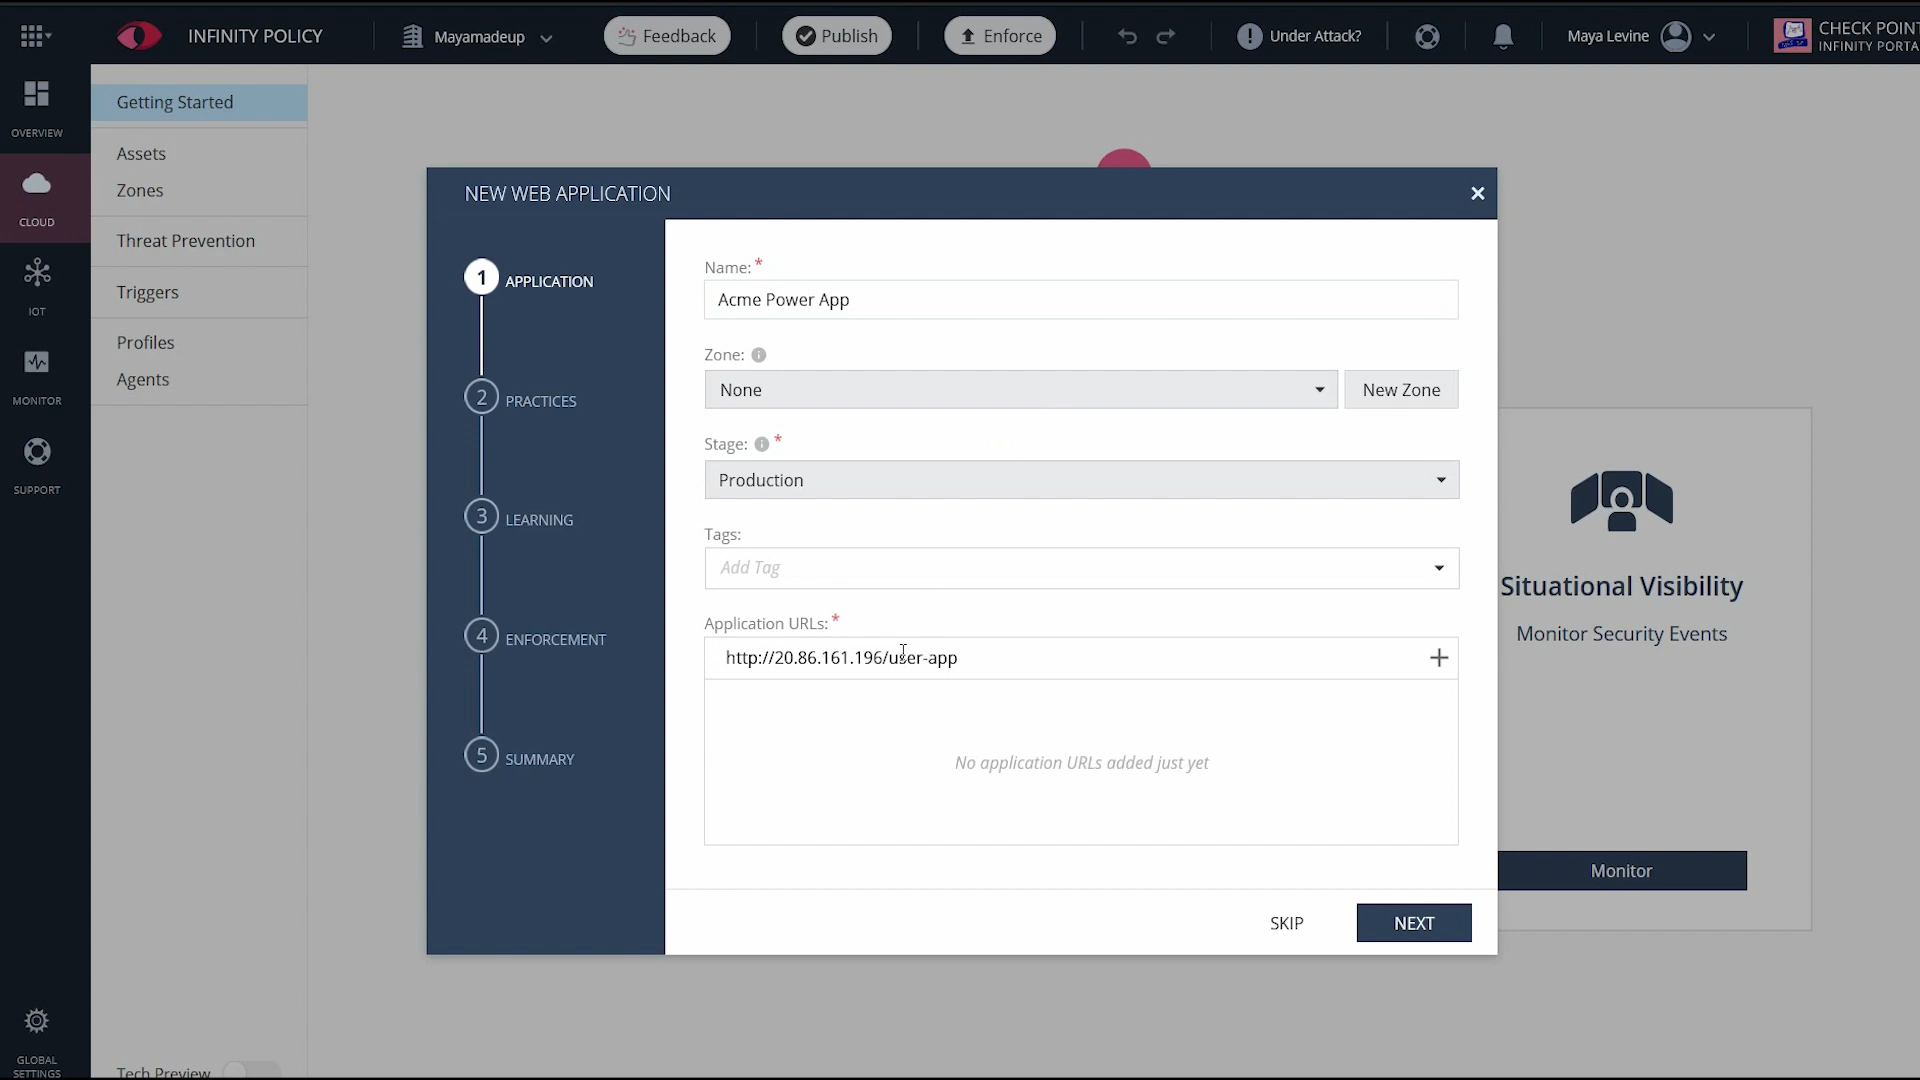 INFINITY POLICY
Mayamadeup
Feedback
Publish
Enforce
Under Attack?
Maya Levine
CHECK POINT
INFINITY PORTA
OVERVIEW
CLOUD
IOT
MONITOR
SUPPORT
GLOBAL
SETTINGS
Getting Started
Assets
Zones
Threat Prevention
Triggers
Profiles
Agents
Tech Preview
NEW WEB APPLICATION
1 APPLICATION
2 PRACTICES
3 LEARNING
4 ENFORCEMENT
5 SUMMARY
Name: *
Acme Power App
Zone:
None
New Zone
Stage: *
Production
Tags:
Add Tag
Application URLs: *
http://20.86.161.196/user-app
No application URLs added just yet
SKIP
NEXT
Situational Visibility
Monitor Security Events
Monitor